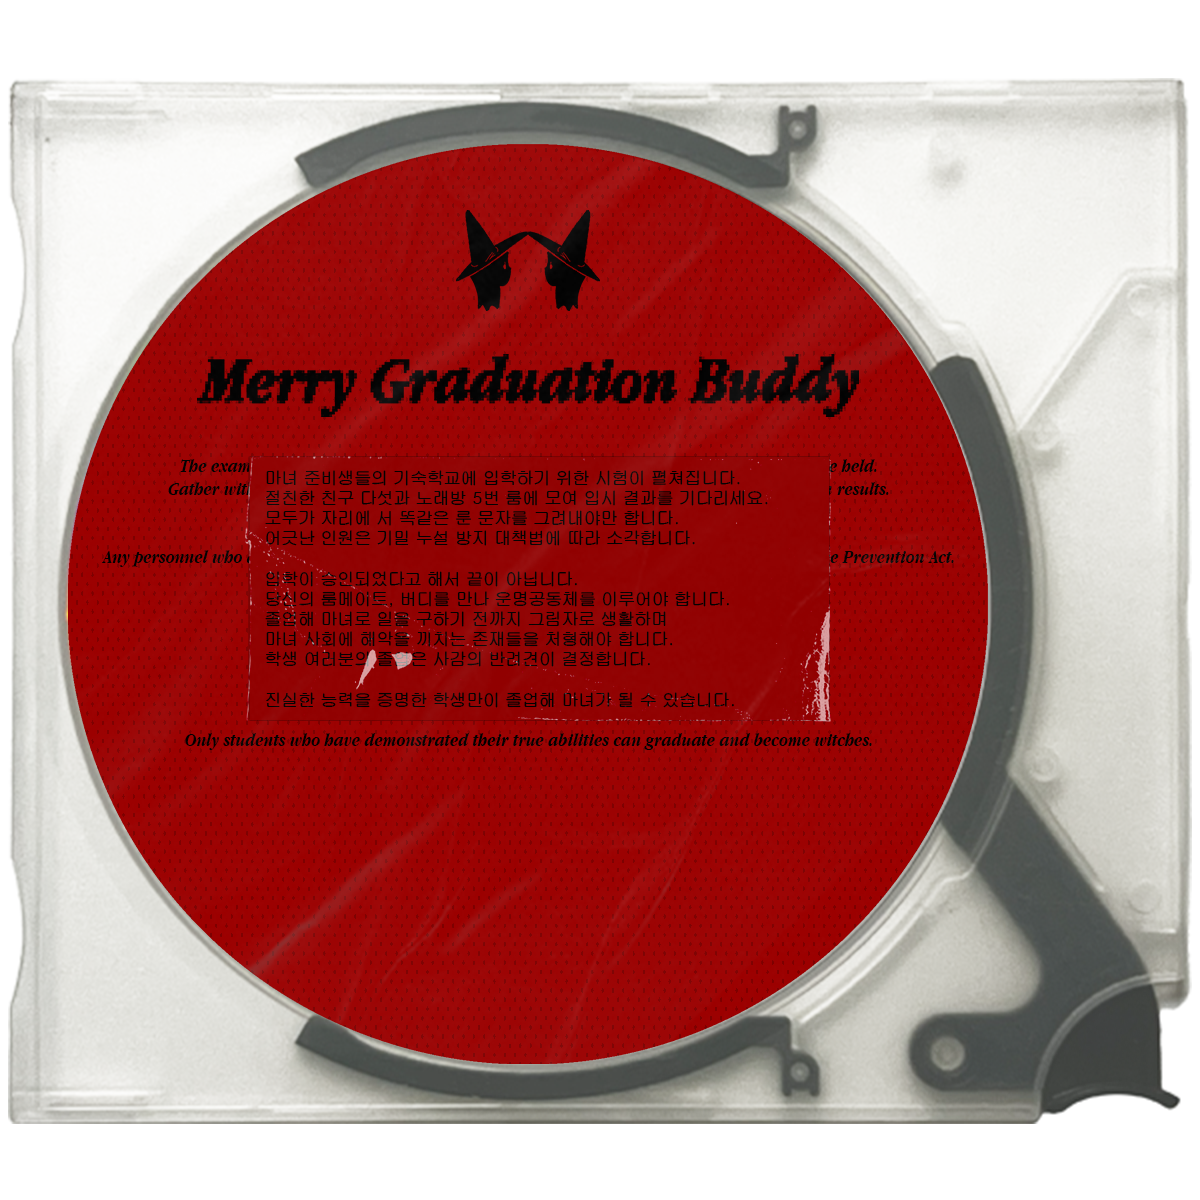 Merry Graduation Buddy
The exam
e held.
Gather wit
results.
마녀 준비생들의 기숙학교에 입학하기 위한 시험이 펼쳐집니다.
절친한 친구 다섯과 노래방 5번 룸에 모여 입시 결과를 기다리세요.
모두가 자리에 서 똑같은 룬 문자를 그려내야만 합니다.
어긋난 인원은 기밀 누설 방지 대책법에 따라 소각합니다.
Any personnel who
e Prevention Act.
입학이 승인되었다고 해서 끝이 아닙니다.
당신의 룸메이트, 버디를 만나 운명공동체를 이루어야 합니다.
졸업해 마녀로 일을 구하기 전까지 그림자로 생활하며
마녀 사회에 해악을 끼치는 존재들을 처형해야 합니다.
학생 여러분의 졸업은 사감의 반려견이 결정합니다.
진실한 능력을 증명한 학생만이 졸업해 마녀가 될 수 있습니다.
Only students who have demonstrated their true abilities can graduate and become witches.